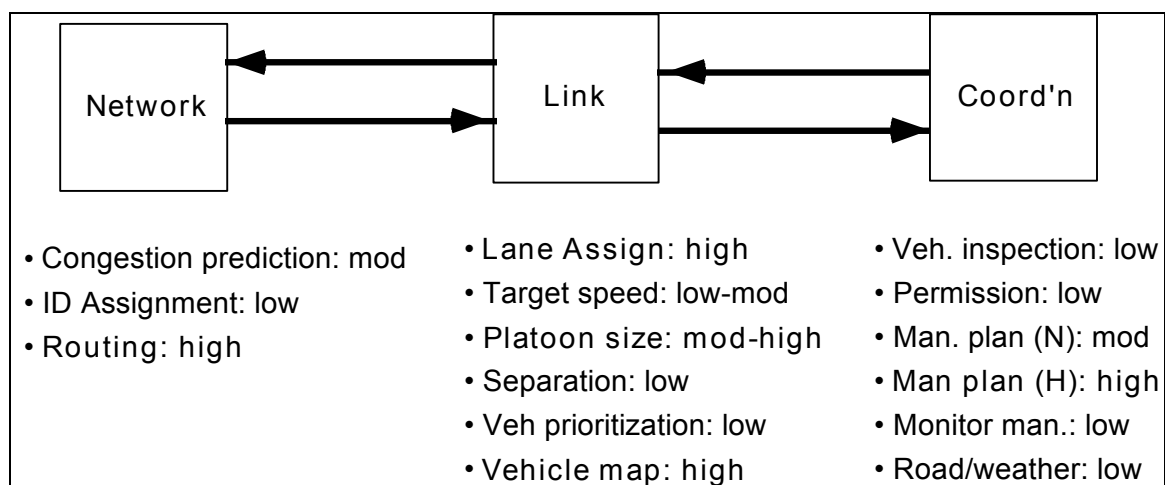 Network
Link
Coord'n
• Congestion prediction: mod
• ID Assignment: low
• Routing: high
• Lane Assign: high
• Target speed: low-mod
• Platoon size: mod-high
• Separation: low
• Veh prioritization: low
• Vehicle map: high
• Veh. inspection: low
• Permission: low
• Man. plan (N): mod
• Man plan (H): high
• Monitor man.: low
• Road/weather: low